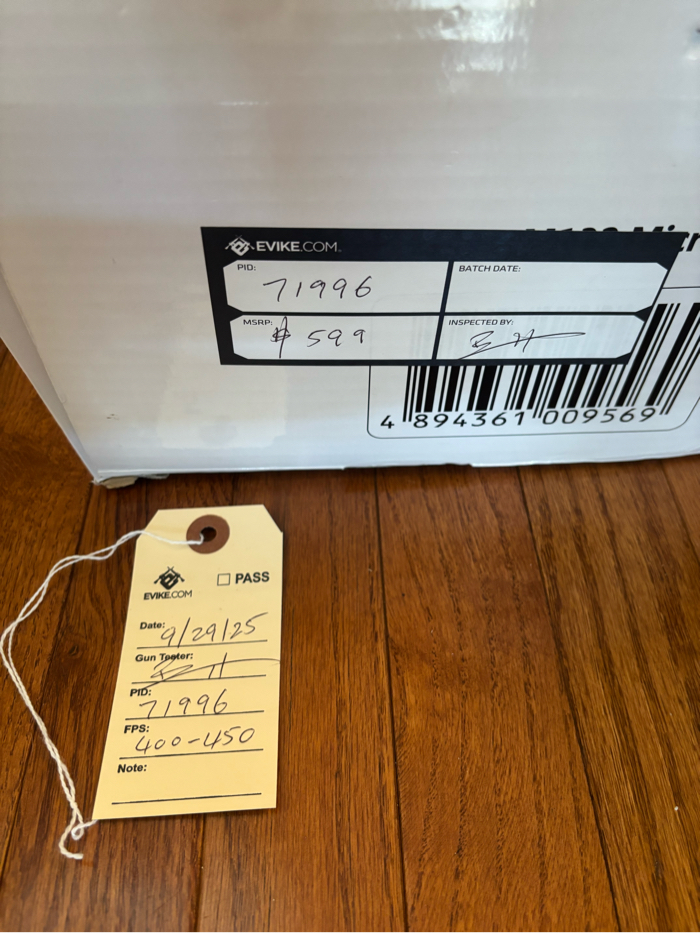 EVIKE.COM
PID:
71996
BATCH DATE:
MSRP:
$ 599
INSPECTED BY:
4 894361 009569
EVIKE.COM
PASS
Date: 9/29/25
Gun Tester:
PID:
71996
FPS:
400-450
Note: